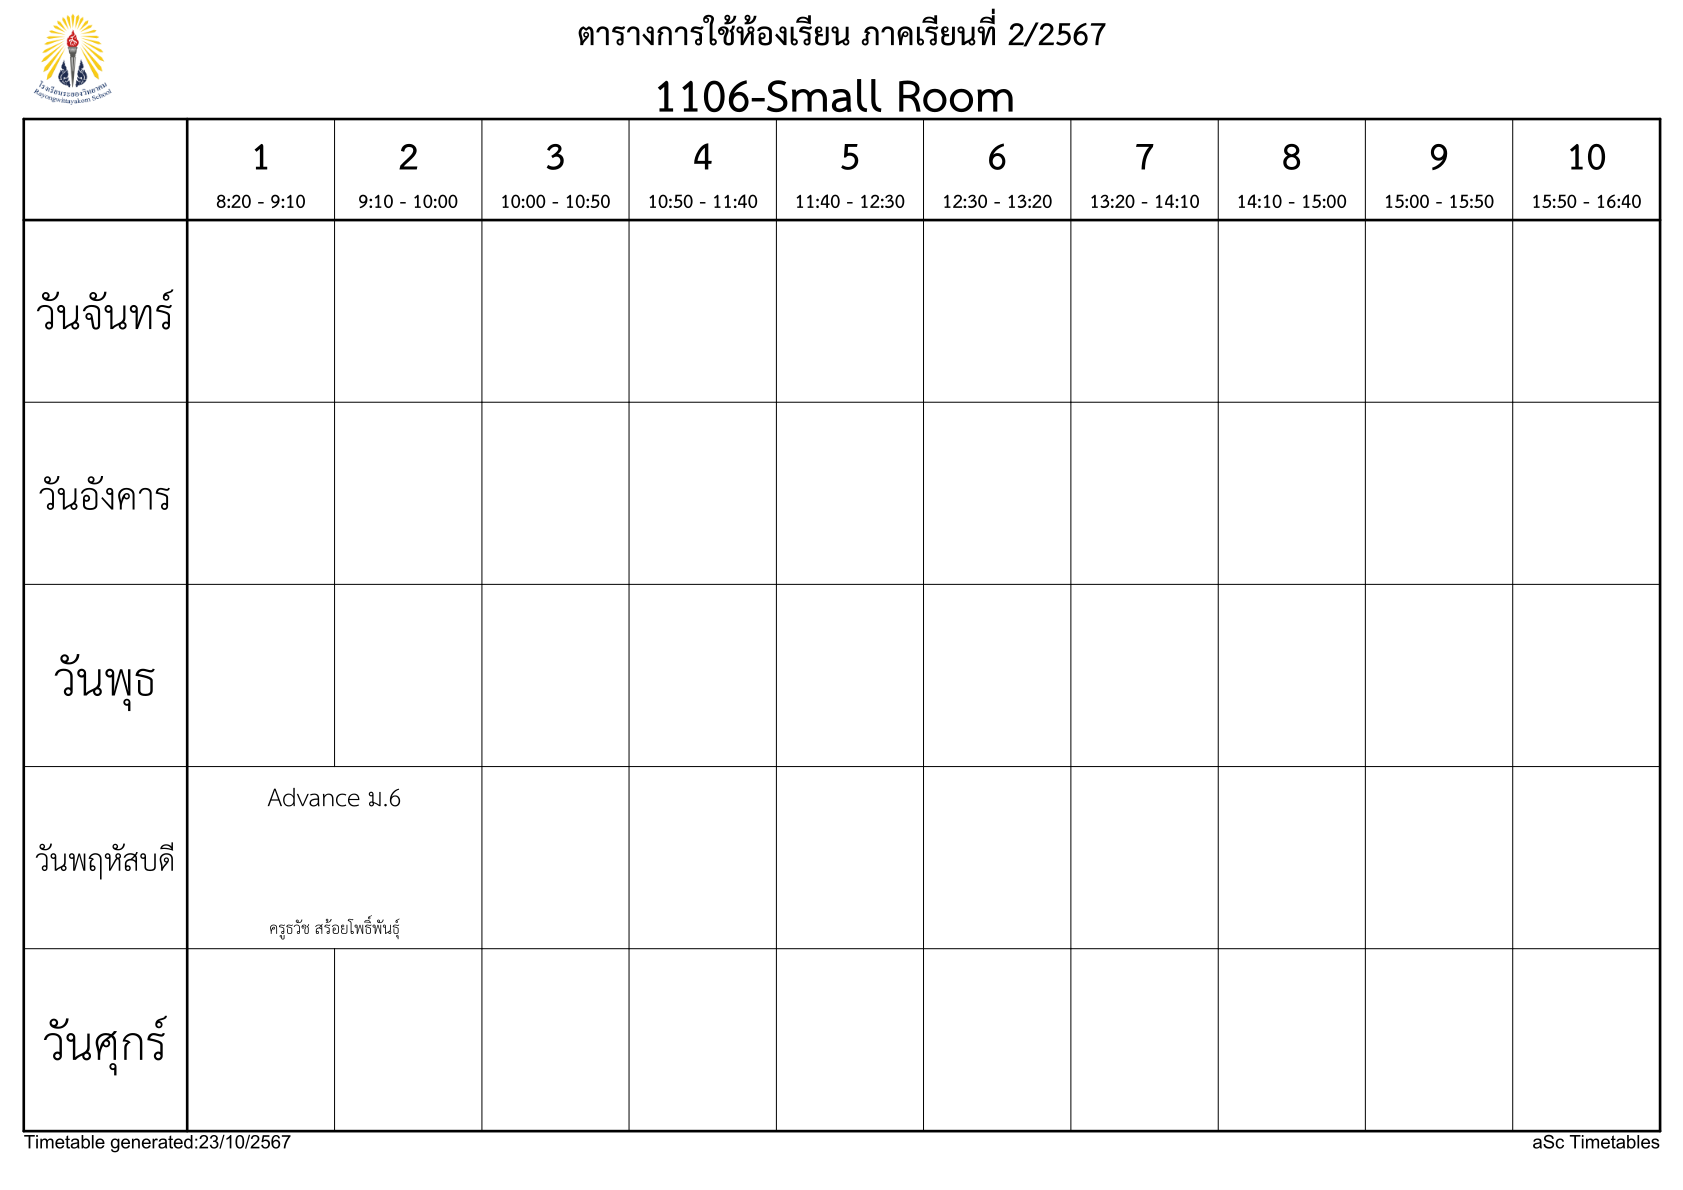 ตารางการใช้ห้องเรียน ภาคเรียนที่ 2/2567
โรงเรียนระยองวิทยาคม
Rayongwittayakom School
1106-Small Room
1 2 3 4 5 6 7 8 9 10
8:20 - 9:10 9:10 - 10:00 10:00 - 10:50 10:50 - 11:40 11:40 - 12:30 12:30 - 13:20 13:20 - 14:10 14:10 - 15:00 15:00 - 15:50 15:50 - 16:40
วันจันทร์
วันอังคาร
วันพุธ
Advance ม.6
วันพฤหัสบดี
ครูธวัช สร้อยโพธิ์พันธุ์
วันศุกร์
Timetable generated:23/10/2567 aSc Timetables